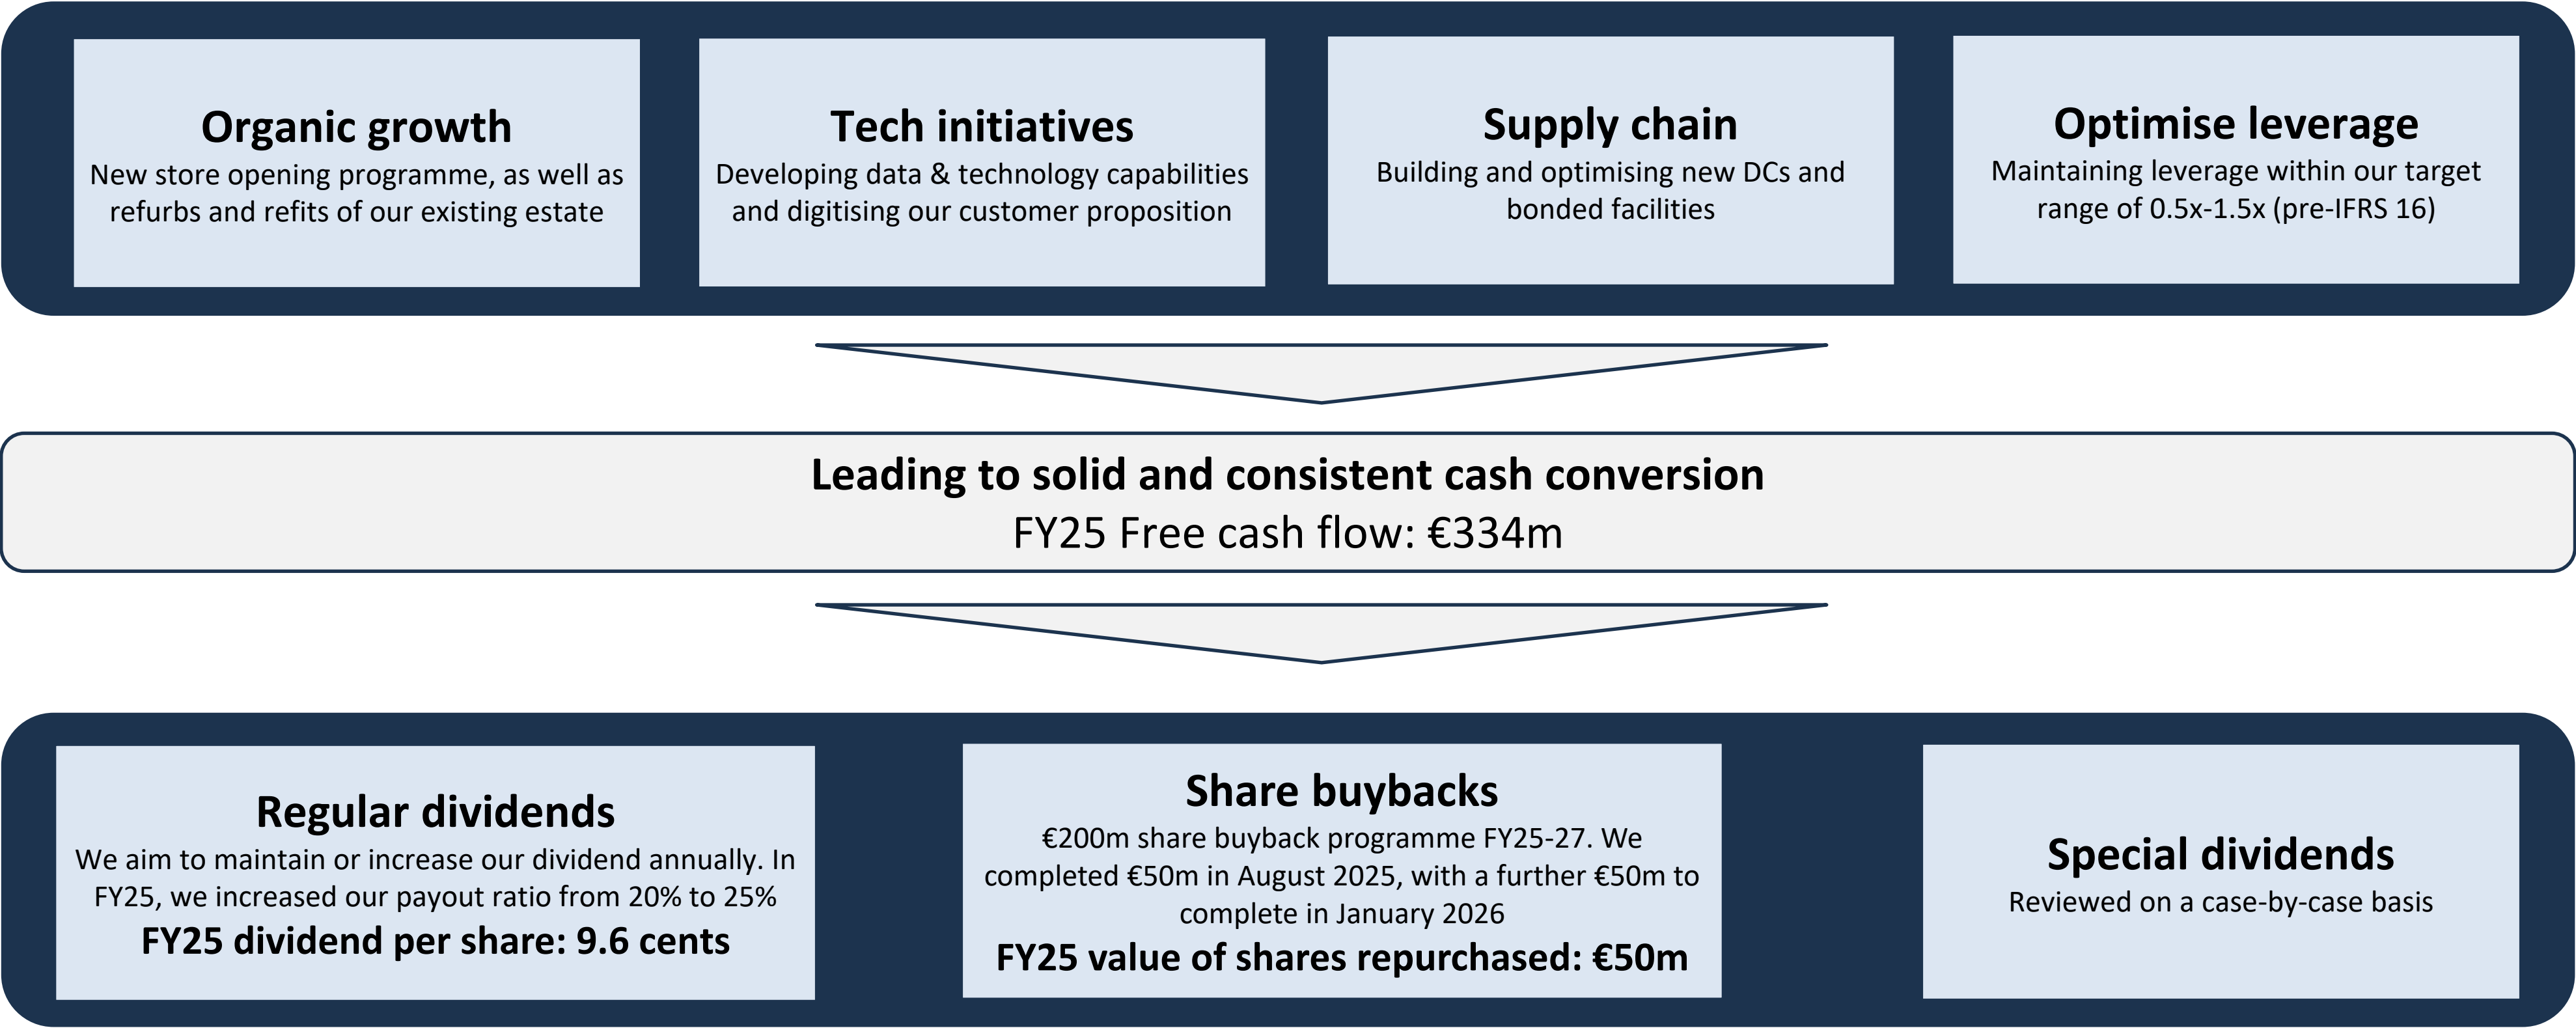 Organic growth
New store opening programme, as well as
refurbs and refits of our existing estate
Tech initiatives
Developing data & technology capabilities
and digitising our customer proposition
Supply chain
Building and optimising new DCs and
bonded facilities
Optimise leverage
Maintaining leverage within our target
range of 0.5x-1.5x (pre-IFRS 16)
Leading to solid and consistent cash conversion
FY25 Free cash flow: €334m
Regular dividends
We aim to maintain or increase our dividend annually. In
FY25, we increased our payout ratio from 20% to 25%
FY25 dividend per share: 9.6 cents
Share buybacks
€200m share buyback programme FY25-27. We
completed €50m in August 2025, with a further €50m to
complete in January 2026
FY25 value of shares repurchased: €50m
Special dividends
Reviewed on a case-by-case basis